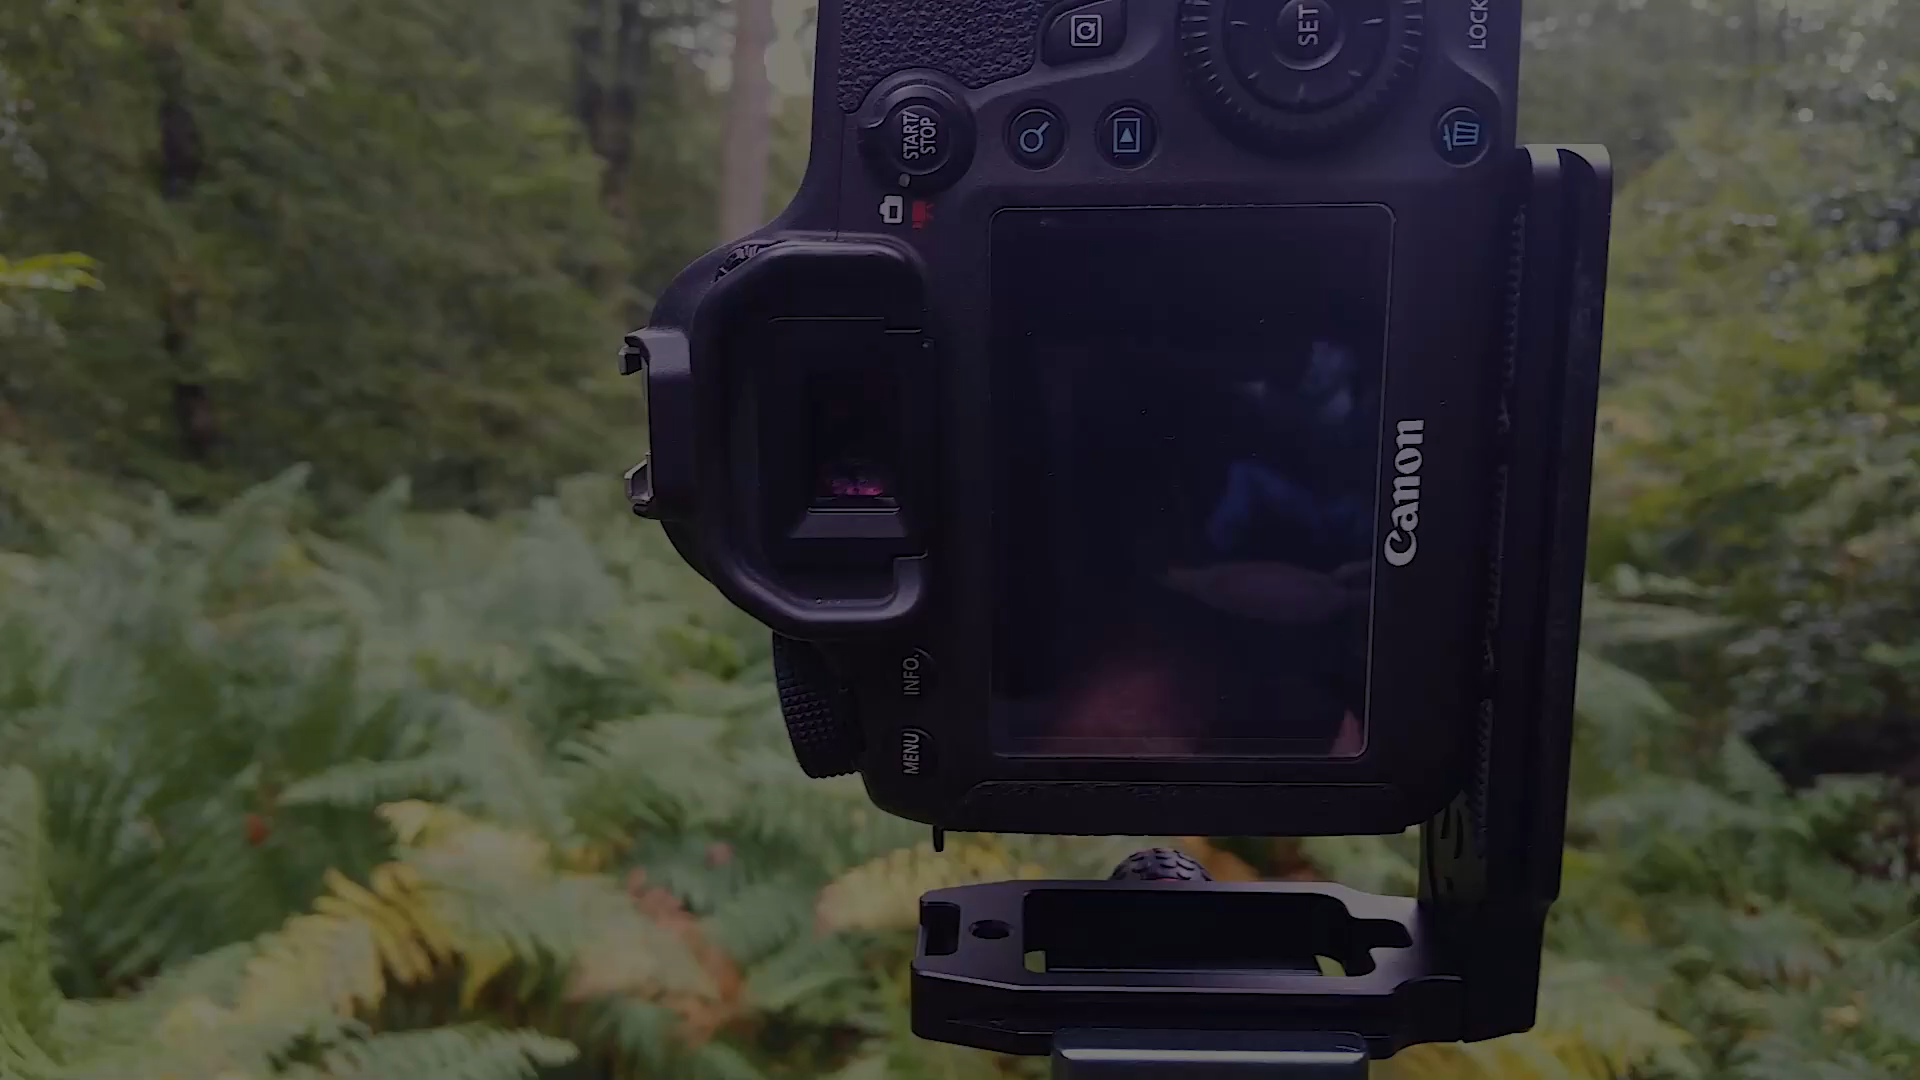 Q
SET
LOCK
START/
STOP
Canon
INFO.
MENU